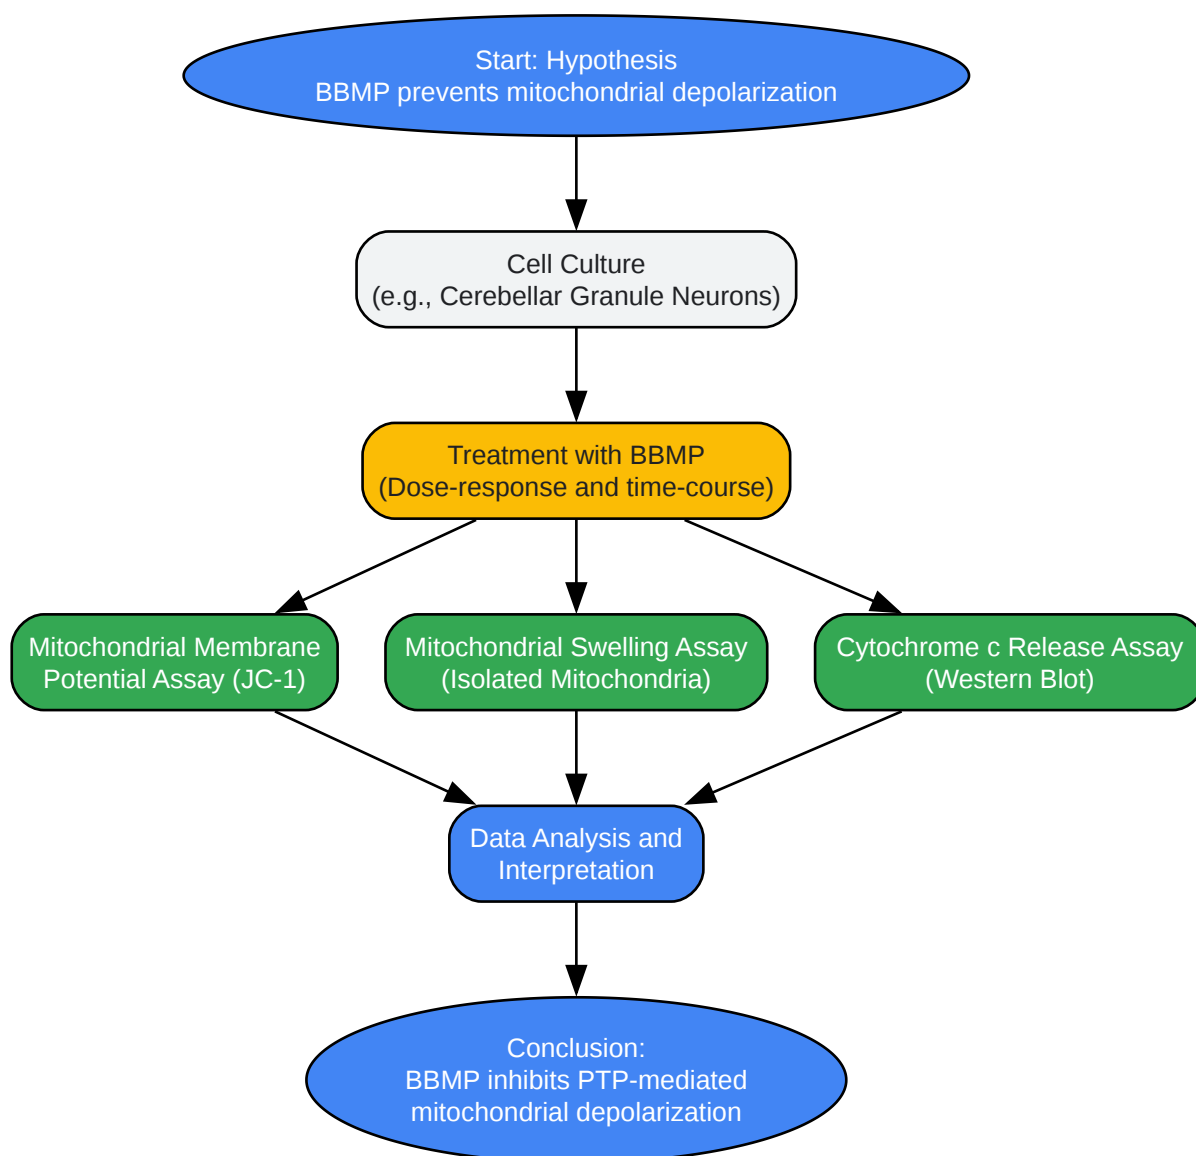 Start: Hypothesis
BBMP prevents mitochondrial depolarization
Cell Culture
(e.g., Cerebellar Granule Neurons)
Treatment with BBMP
(Dose-response and time-course)
Mitochondrial Membrane
Potential Assay (JC-1)
Mitochondrial Swelling Assay
(Isolated Mitochondria)
Cytochrome c Release Assay
(Western Blot)
Data Analysis and
Interpretation
Conclusion:
BBMP inhibits PTP-mediated
mitochondrial depolarization